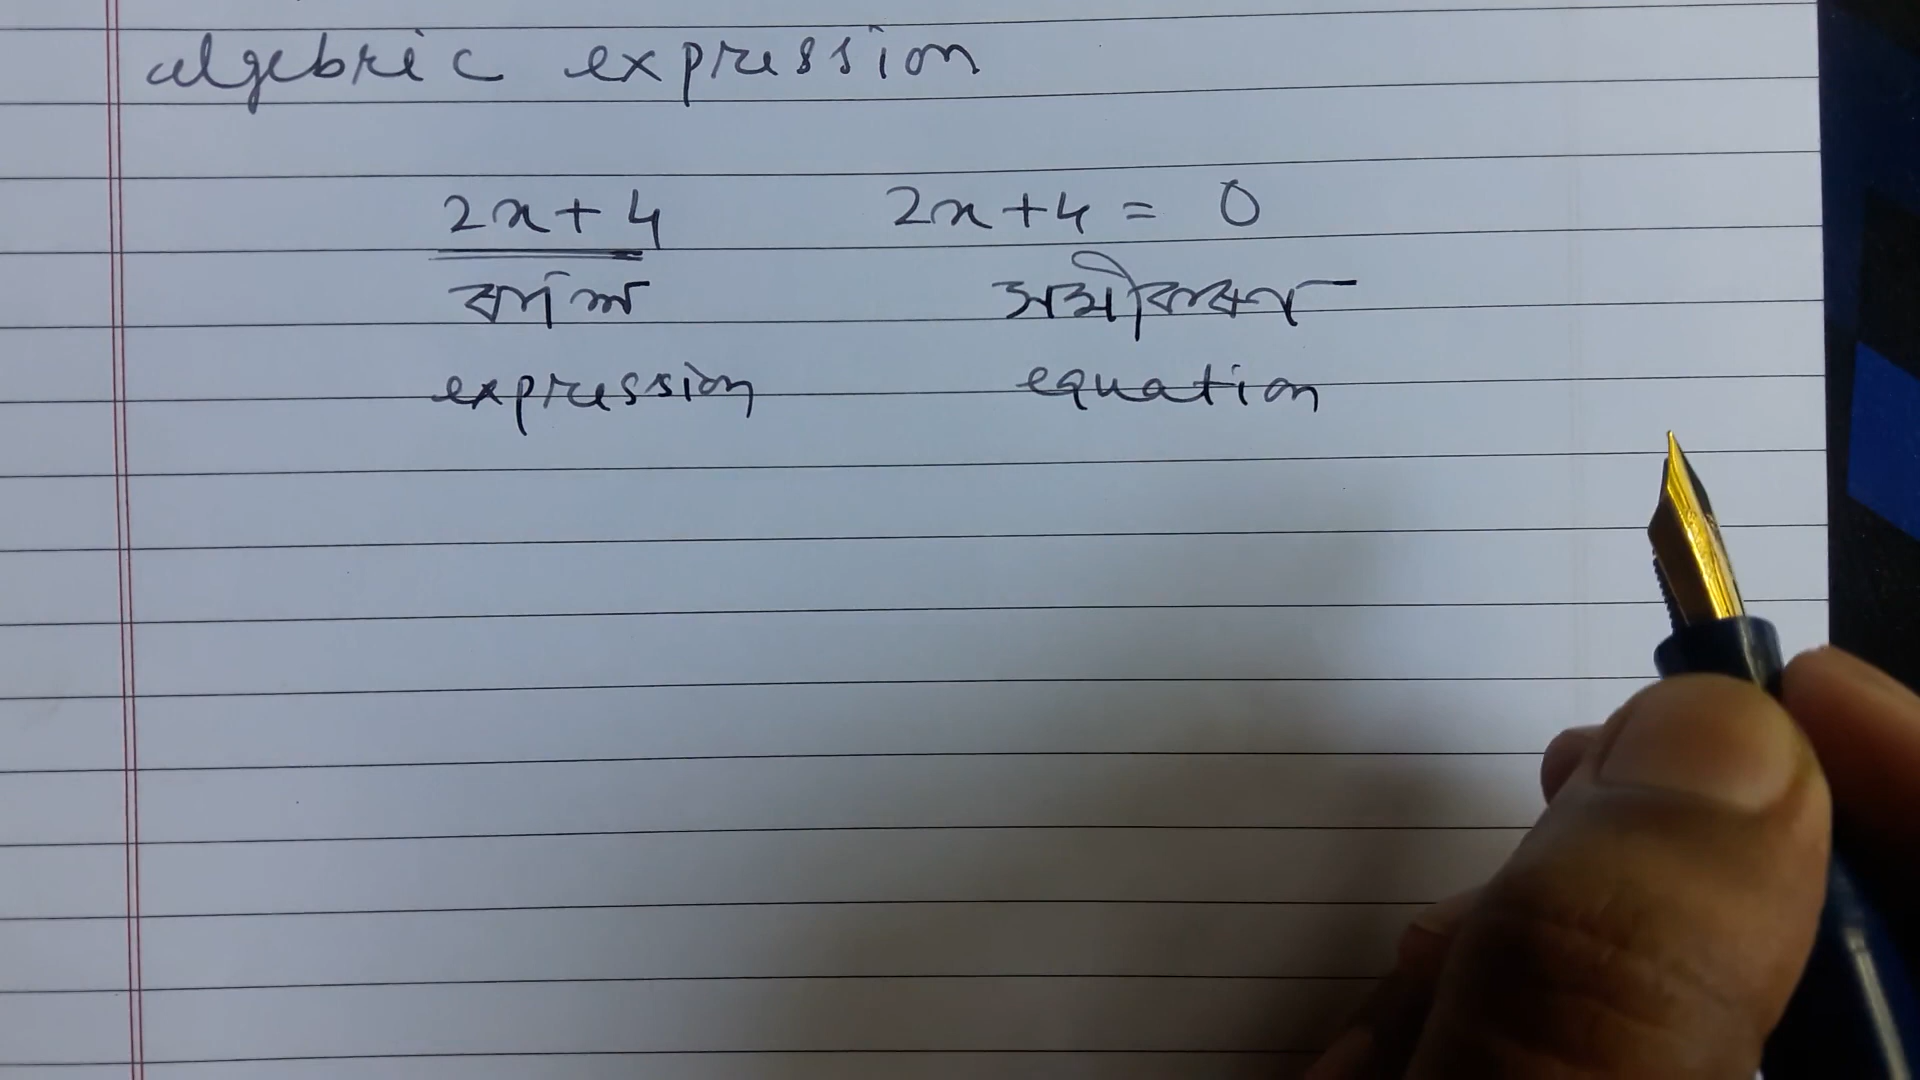 algebric expression
2x+4 2x+4 = 0
সমীকরণ
expression equation